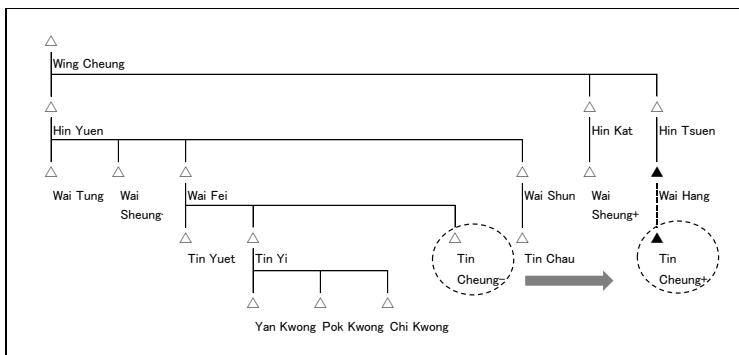 Wing Cheung
Hin Yuen
Hin Kat
Hin Tsuen
Wai Tung
Wai
Sheung-
Wai Fei
Wai Shun
Wai
Sheung+
Wai Hang
Tin Yuet
Tin Yi
Tin
Cheung-
Tin Chau
Tin
Cheung+
Yan Kwong
Pok Kwong
Chi Kwong